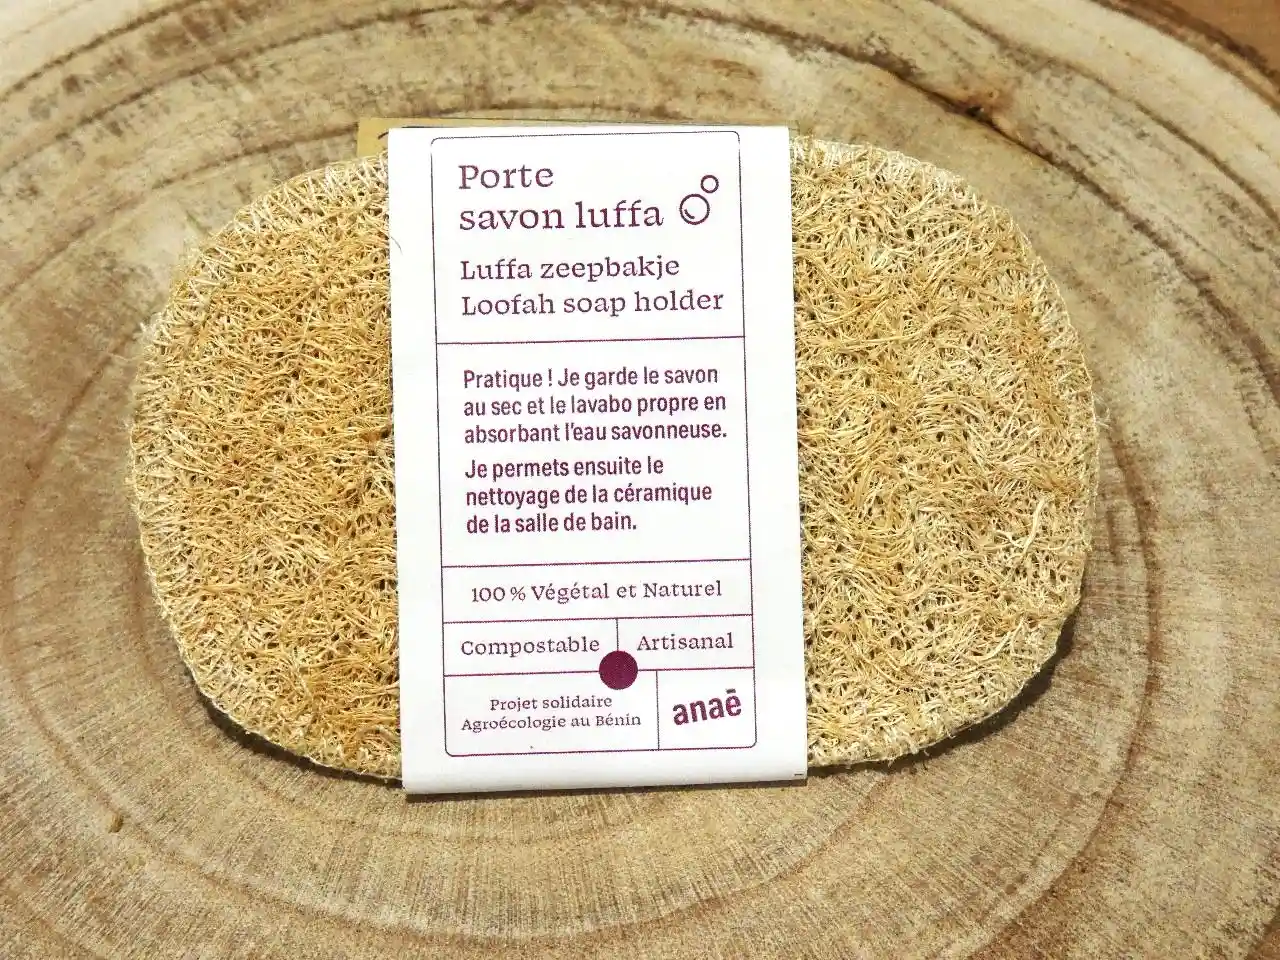 Porte
savon luffa
Luffa zeepbakje
Loofah soap holder
Pratique ! Je garde le savon
au sec et le lavabo propre en
absorbant l'eau savonneuse.
Je permets ensuite le
nettoyage de la céramique
de la salle de bain.
100 % Végétal et Naturel
Compostable
Artisanal
Projet solidaire
Agroécologie au Bénin
anaē